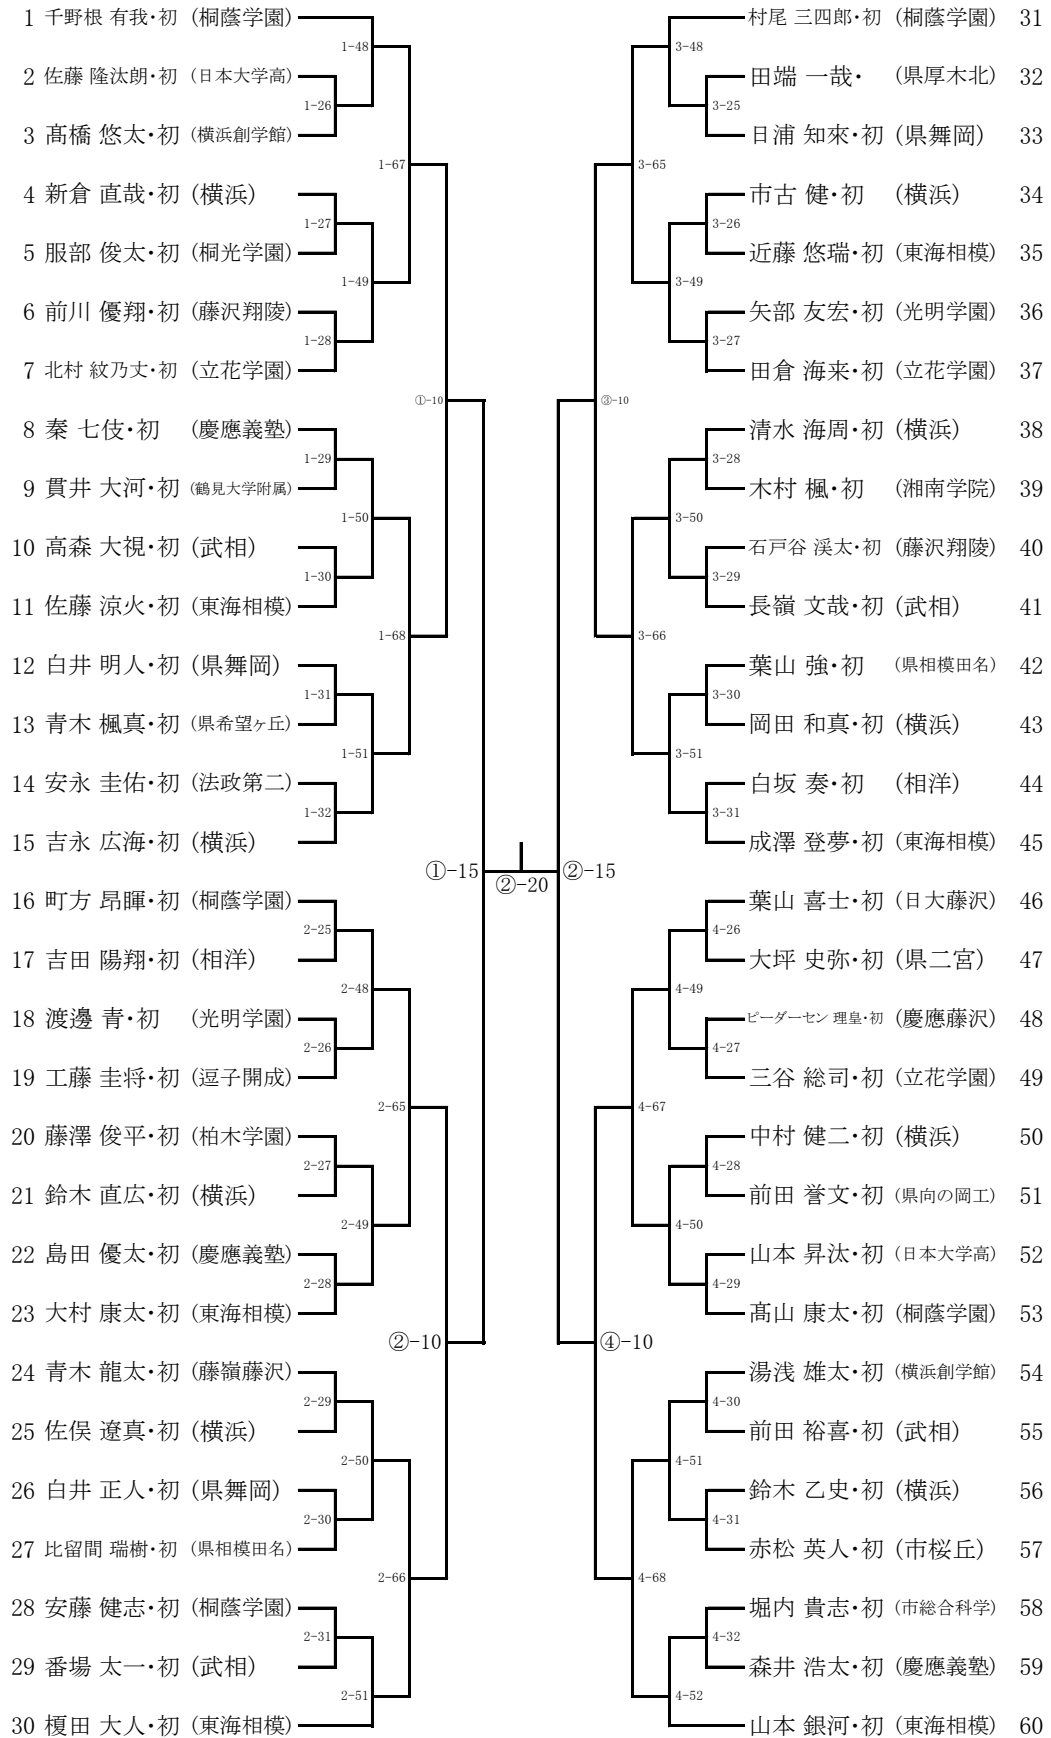 1 千野根 有我・初 (桐蔭学園)
1-48
2 佐藤 隆汰朗・初 (日本大学高)
1-26
3 髙橋 悠太・初 (横浜創学館)
1-67
4 新倉 直哉・初 (横浜)
1-27
5 服部 俊太・初 (桐光学園)
1-49
6 前川 優翔・初 (藤沢翔陵)
1-28
7 北村 紋乃丈・初 (立花学園)
①-10
8 秦 七伎・初 (慶應義塾)
1-29
9 貫井 大河・初 (鶴見大学附属)
1-50
10 高森 大視・初 (武相)
1-30
11 佐藤 涼火・初 (東海相模)
1-68
12 白井 明人・初 (県舞岡)
1-31
13 青木 楓真・初 (県希望ヶ丘)
1-51
14 安永 圭佑・初 (法政第二)
1-32
15 吉永 広海・初 (横浜)
①-15
16 町方 昂暉・初 (桐蔭学園)
2-25
17 吉田 陽翔・初 (相洋)
2-48
18 渡邊 青・初 (光明学園)
2-26
19 工藤 圭将・初 (逗子開成)
2-65
20 藤澤 俊平・初 (柏木学園)
2-27
21 鈴木 直広・初 (横浜)
2-49
22 島田 優太・初 (慶應義塾)
2-28
23 大村 康太・初 (東海相模)
②-10
24 青木 龍太・初 (藤嶺藤沢)
2-29
25 佐俣 遼真・初 (横浜)
2-50
26 白井 正人・初 (県舞岡)
2-30
27 比留間 瑞樹・初 (県相模田名)
2-66
28 安藤 健志・初 (桐蔭学園)
2-31
29 番場 太一・初 (武相)
2-51
30 榎田 大人・初 (東海相模)
②-20
村尾 三四郎・初 (桐蔭学園) 31
3-48
田端 一哉・ (県厚木北) 32
3-25
日浦 知來・初 (県舞岡) 33
3-65
市古 健・初 (横浜) 34
3-26
近藤 悠瑞・初 (東海相模) 35
3-49
矢部 友宏・初 (光明学園) 36
3-27
田倉 海来・初 (立花学園) 37
③-10
清水 海周・初 (横浜) 38
3-28
木村 楓・初 (湘南学院) 39
3-50
石戸谷 渓太・初 (藤沢翔陵) 40
3-29
長嶺 文哉・初 (武相) 41
3-66
葉山 強・初 (県相模田名) 42
3-30
岡田 和真・初 (横浜) 43
3-51
白坂 奏・初 (相洋) 44
3-31
成澤 登夢・初 (東海相模) 45
②-15
葉山 喜士・初 (日大藤沢) 46
4-26
大坪 史弥・初 (県二宮) 47
4-49
ピーダーセン 理皇・初 (慶應藤沢) 48
4-27
三谷 総司・初 (立花学園) 49
4-67
中村 健二・初 (横浜) 50
4-28
前田 誉文・初 (県向の岡工) 51
4-50
山本 昇汰・初 (日本大学高) 52
4-29
髙山 康太・初 (桐蔭学園) 53
④-10
湯浅 雄太・初 (横浜創学館) 54
4-30
前田 裕喜・初 (武相) 55
4-51
鈴木 乙史・初 (横浜) 56
4-31
赤松 英人・初 (市桜丘) 57
4-68
堀内 貴志・初 (市総合科学) 58
4-32
森井 浩太・初 (慶應義塾) 59
4-52
山本 銀河・初 (東海相模) 60